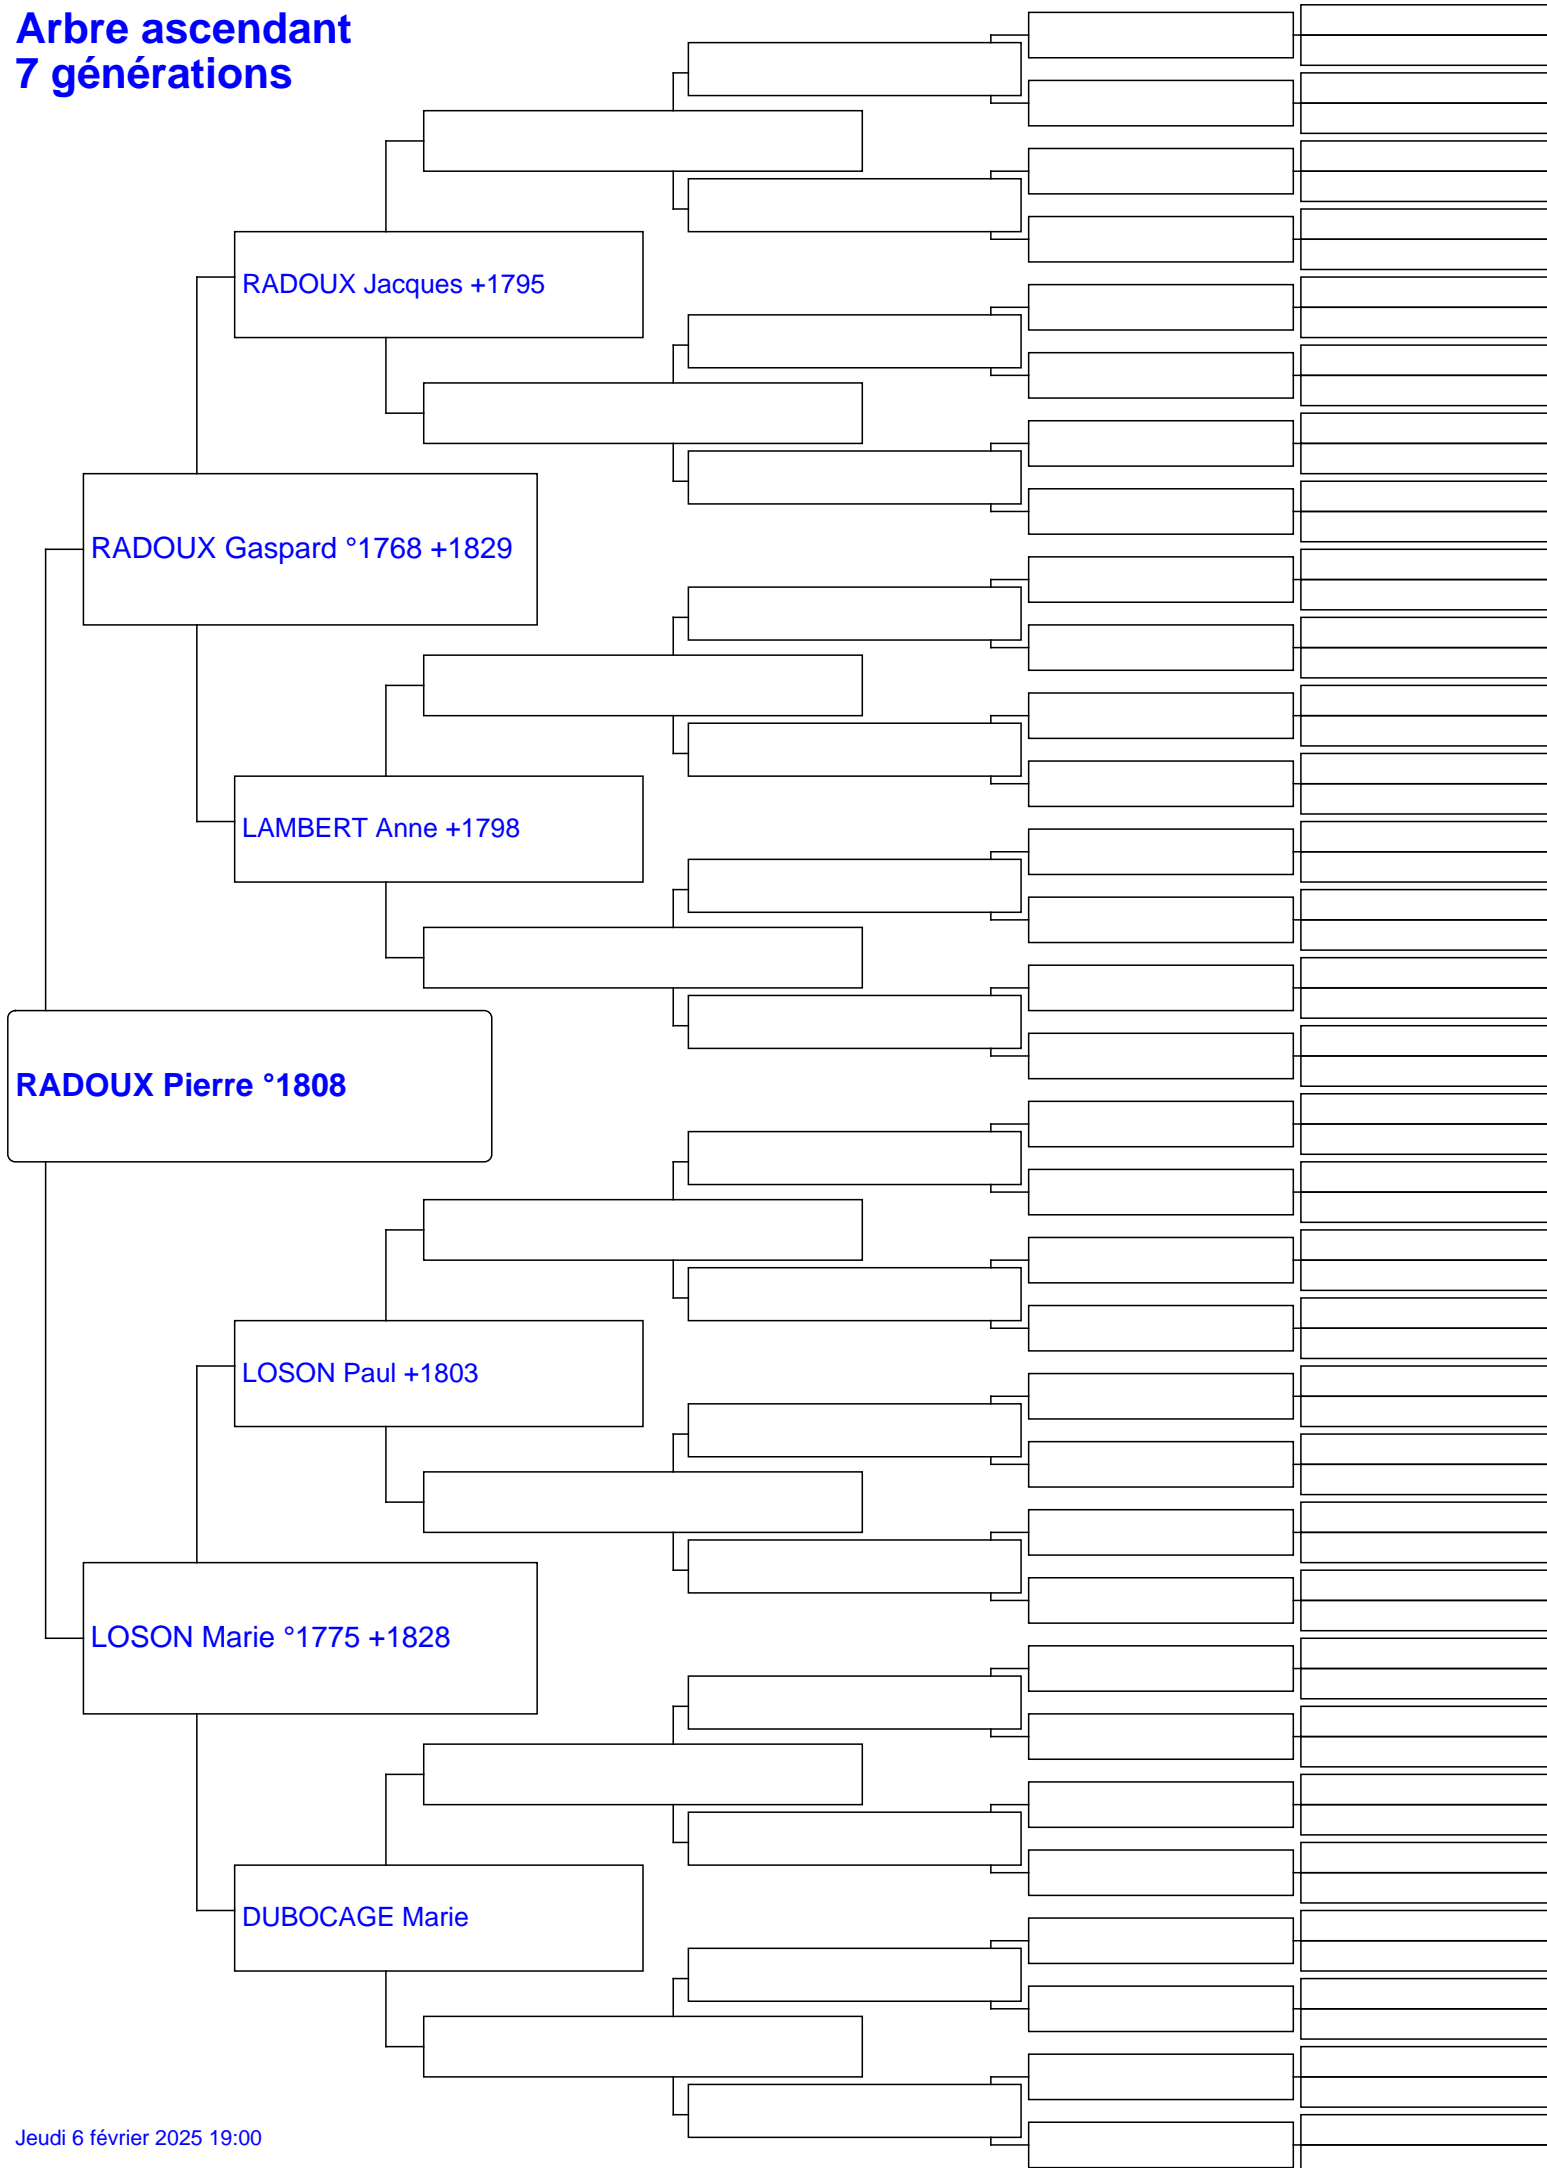 Arbre ascendant
7 générations
RADOUX Jacques +1795
RADOUX Gaspard °1768 +1829
LAMBERT Anne +1798
RADOUX Pierre °1808
LOSON Paul +1803
LOSON Marie °1775 +1828
DUBOCAGE Marie
Jeudi 6 février 2025 19:00